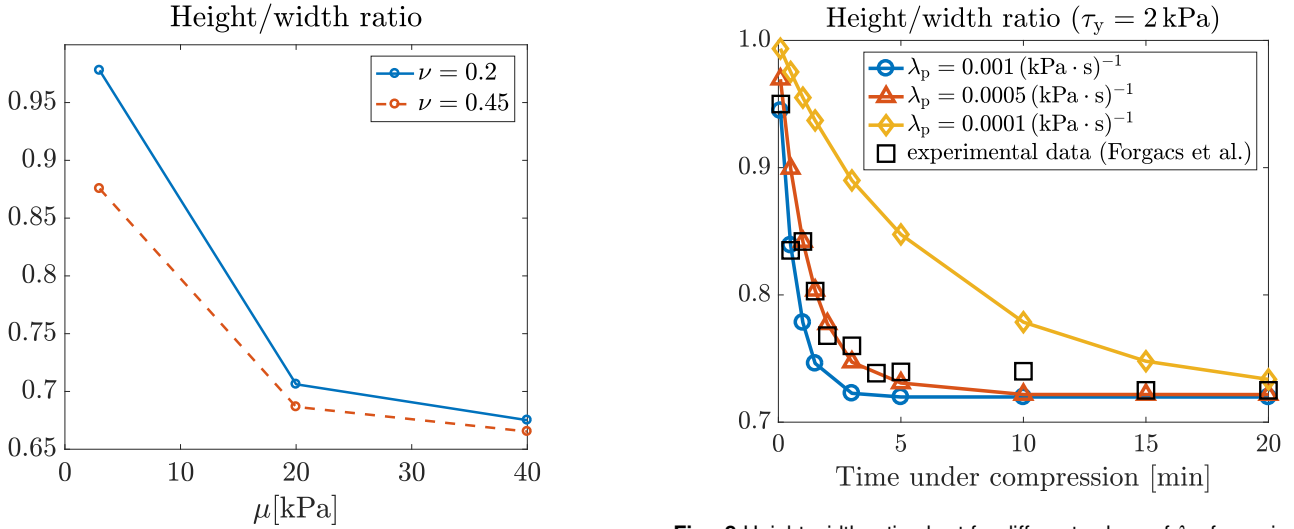 Height/width ratio
0.95
0.9
0.85
0.8
0.75
0.7
0.65
0
10
20
30
40
μ[kPa]
ν = 0.2
ν = 0.45
Height/width ratio (τy = 2 kPa)
1.0
0.9
0.8
0.7
0
5
10
15
20
Time under compression [min]
λp = 0.001 (kPa · s)−1
λp = 0.0005 (kPa · s)−1
λp = 0.0001 (kPa · s)−1
experimental data (Forgacs et al.)